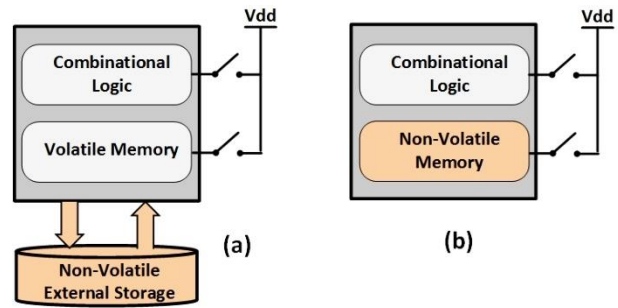 Vdd
Combinational
Logic
Volatile Memory
(a)
Non-Volatile
External Storage
Vdd
Combinational
Logic
Non-Volatile
Memory
(b)